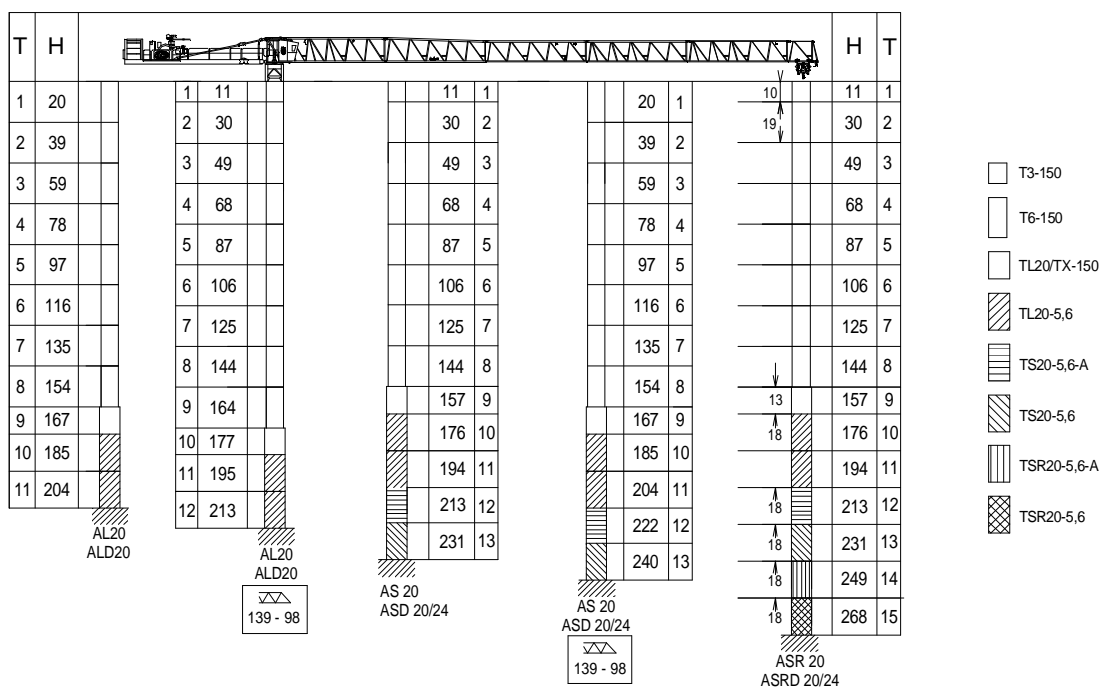 T H
1 20
2 39
3 59
4 78
5 97
6 116
7 135
8 154
9 167
10 185
11 204
AL20
ALD20
1 11
2 30
3 49
4 68
5 87
6 106
7 125
8 144
9 164
10 177
11 195
12 213
AL20
ALD20
139 - 98
11 1
30 2
49 3
68 4
87 5
106 6
125 7
144 8
157 9
176 10
194 11
213 12
231 13
AS 20
ASD 20/24
20 1
39 2
59 3
78 4
97 5
116 6
135 7
154 8
167 9
185 10
204 11
222 12
240 13
AS 20
ASD 20/24
139 - 98
H T
10 11 1
19 30 2
49 3
68 4
87 5
106 6
125 7
144 8
13 157 9
18 176 10
194 11
18 213 12
18 231 13
18 249 14
18 268 15
ASR 20
ASRD 20/24
T3-150
T6-150
TL20/TX-150
TL20-5,6
TS20-5,6-A
TS20-5,6
TSR20-5,6-A
TSR20-5,6